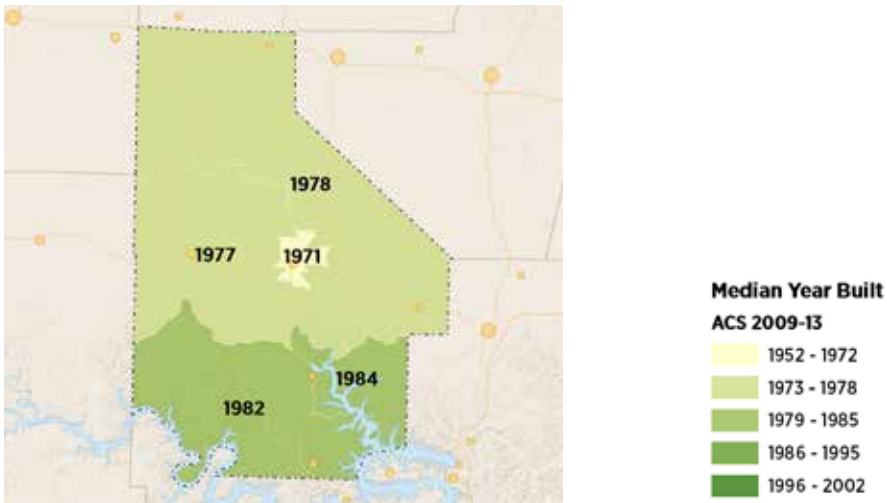 1978
1977
1971
1984
1982
Median Year Built
ACS 2009-13
1952 - 1972
1973 - 1978
1979 - 1985
1986 - 1995
1996 - 2002